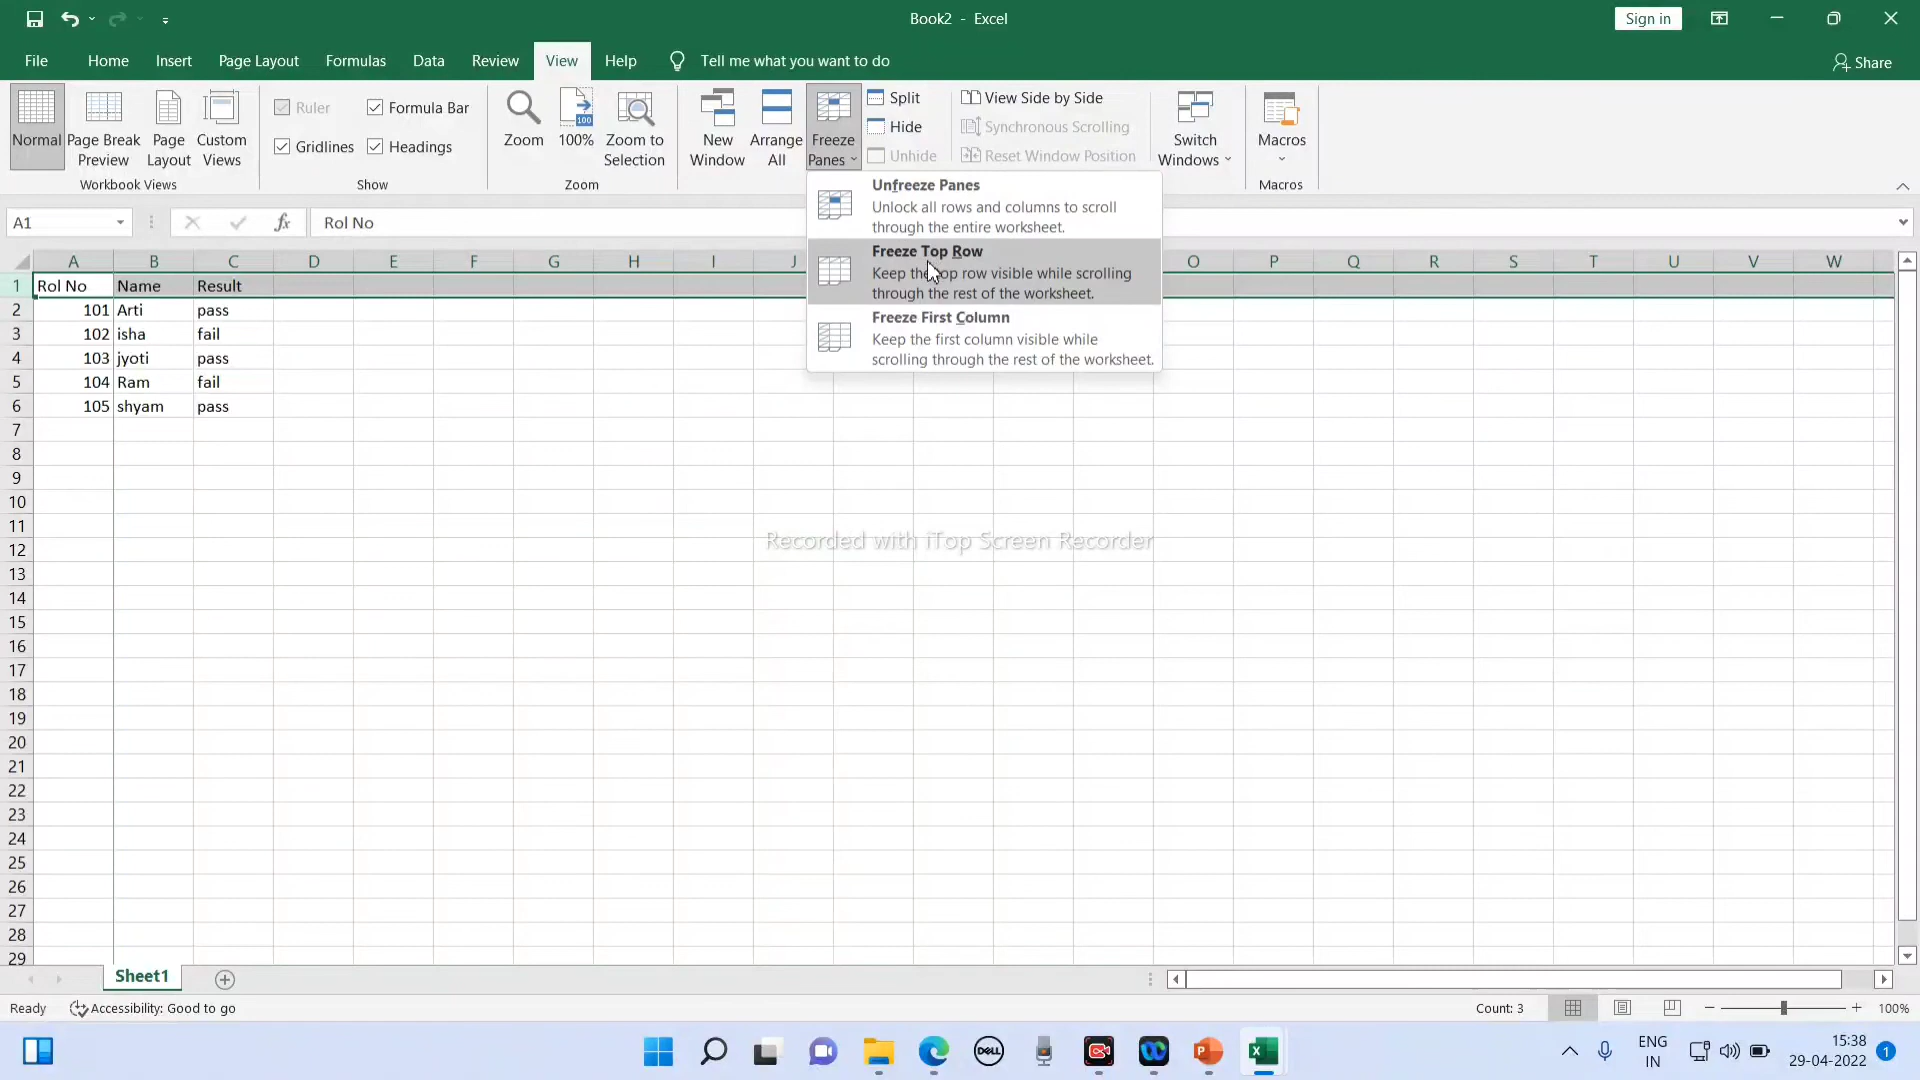 Book2 - Excel
Sign in
File Home Insert Page Layout Formulas Data Review View Help Tell me what you want to do
Share
Normal
Page Break Preview
Page Layout
Custom Views
Workbook Views
Ruler
Formula Bar
Gridlines
Headings
Show
Zoom
100
100%
Zoom to Selection
Zoom
New Window
Arrange All
Freeze Panes
Split
Hide
Unhide
View Side by Side
Synchronous Scrolling
Reset Window Position
Switch Windows
Macros
Macros
Unfreeze Panes
Unlock all rows and columns to scroll
through the entire worksheet.
Freeze Top Row
Keep the top row visible while scrolling
through the rest of the worksheet.
Freeze First Column
Keep the first column visible while
scrolling through the rest of the worksheet.
A1
fx
Rol No
A B C D E F G H I J O P Q R S T U V W
1 Rol No Name Result
2 101 Arti pass
3 102 isha fail
4 103 jyoti pass
5 104 Ram fail
6 105 shyam pass
7
8
9
10
11
12
13
14
15
16
17
18
19
20
21
22
23
24
25
26
27
28
29
Recorded with iTop Screen Recorder
Sheet1
Ready
Accessibility: Good to go
Count: 3
100%
DELL
ENG
IN
15:38
29-04-2022
1